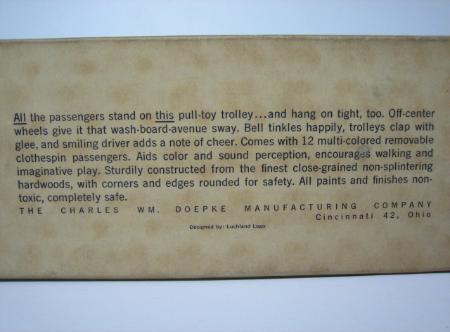 All the passengers stand on this pull-toy trolley...and hang on tight, too. Off-center
wheels give it that wash-board-avenue sway. Bell tinkles happily, trolleys clap with
glee, and smiling driver adds a note of cheer. Comes with 12 multi-colored removable
clothespin passengers. Aids color and sound perception, encourages walking and
imaginative play. Sturdily constructed from the finest close-grained non-splintering
hardwoods, with corners and edges rounded for safety. All paints and finishes non-
toxic, completely safe.
THE CHARLES WM. DOEPKE MANUFACTURING COMPANY
Cincinnati 42, Ohio
Designed by: